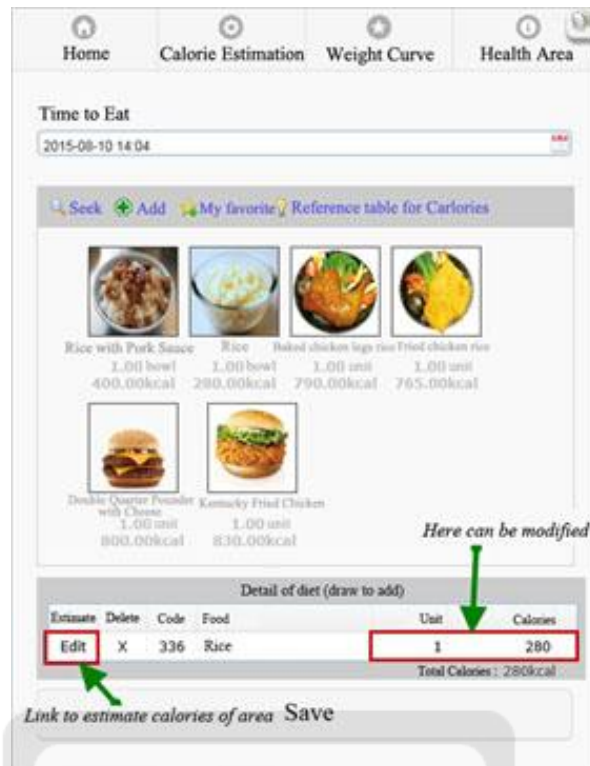 Home Calorie Estimation Weight Curve Health Area
Time to Eat
2015-08-10 14:04
Seek Add My favorite Reference table for Carlories
Rice with Pork Sauce Rice Baked chicken legs rice Fried chicken rice
1.00 bowl 1.00 bowl 1.00 unit 1.00 unit
400.00kcal 280.00kcal 790.00kcal 765.00kcal
Double Quarter Pounder Kentucky Fried Chicken
with Cheese
1.00 unit 1.00 unit
800.00kcal 830.00kcal
Here can be modified
Detail of diet (draw to add)
Estimate Delete Code Food Unit Calories
Edit X 336 Rice 1 280
Total Calories : 280kcal
Link to estimate calories of area Save